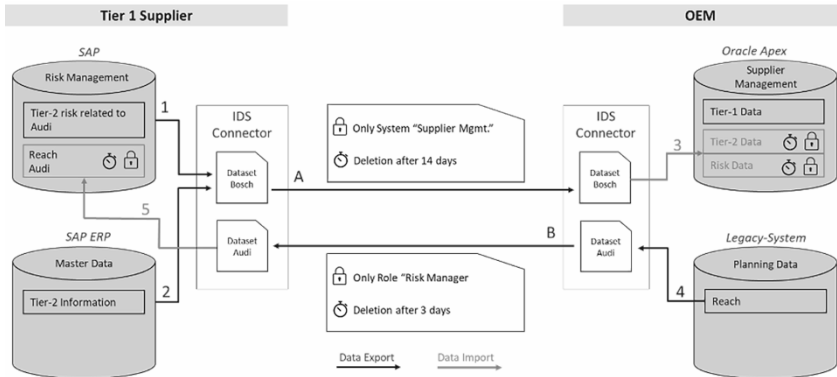 Tier 1 Supplier
OEM
SAP
Risk Management
Tier-2 risk related to
Audi
Reach
Audi
1
5
SAP ERP
Master Data
Tier-2 Information
2
IDS
Connector
Dataset
Bosch
Dataset
Audi
A
Only System "Supplier Mgmt."
Deletion after 14 days
B
Only Role "Risk Manager
Deletion after 3 days
Data Export
Data Import
IDS
Connector
Dataset
Bosch
Dataset
Audi
3
4
Oracle Apex
Supplier
Management
Tier-1 Data
Tier-2 Data
Risk Data
Legacy-System
Planning Data
Reach